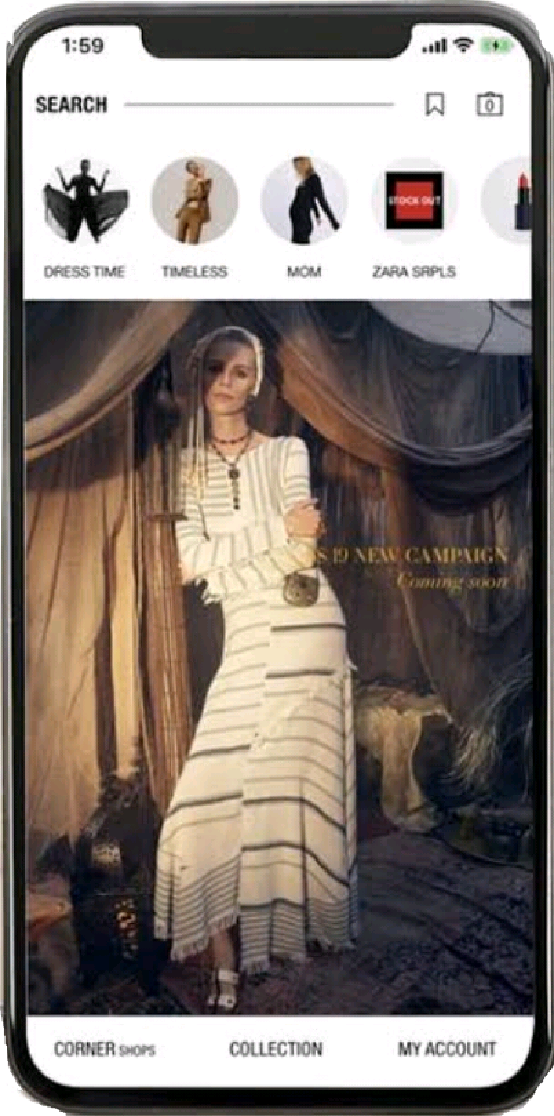 1:59
SEARCH
0
DRESS TIME
TIMELESS
MOM
ZARA SRPLS
STOCK OUT
19 NEW CAMPAIGN
Coming soon
CORNER SHOPS
COLLECTION
MY ACCOUNT